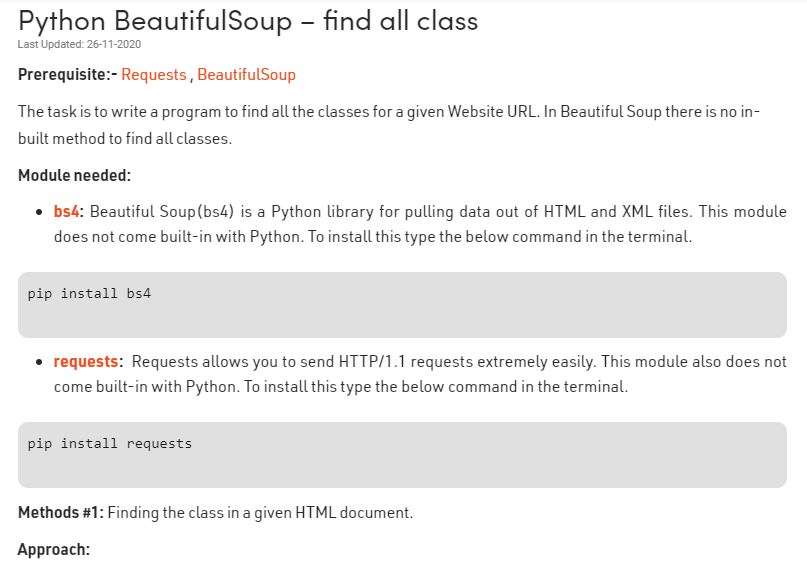 Python BeautifulSoup – find all class
Last Updated: 26-11-2020
Prerequisite:- Requests , BeautifulSoup
The task is to write a program to find all the classes for a given Website URL. In Beautiful Soup there is no in-
built method to find all classes.
Module needed:
• bs4: Beautiful Soup(bs4) is a Python library for pulling data out of HTML and XML files. This module
does not come built-in with Python. To install this type the below command in the terminal.
pip install bs4
• requests: Requests allows you to send HTTP/1.1 requests extremely easily. This module also does not
come built-in with Python. To install this type the below command in the terminal.
pip install requests
Methods #1: Finding the class in a given HTML document.
Approach: